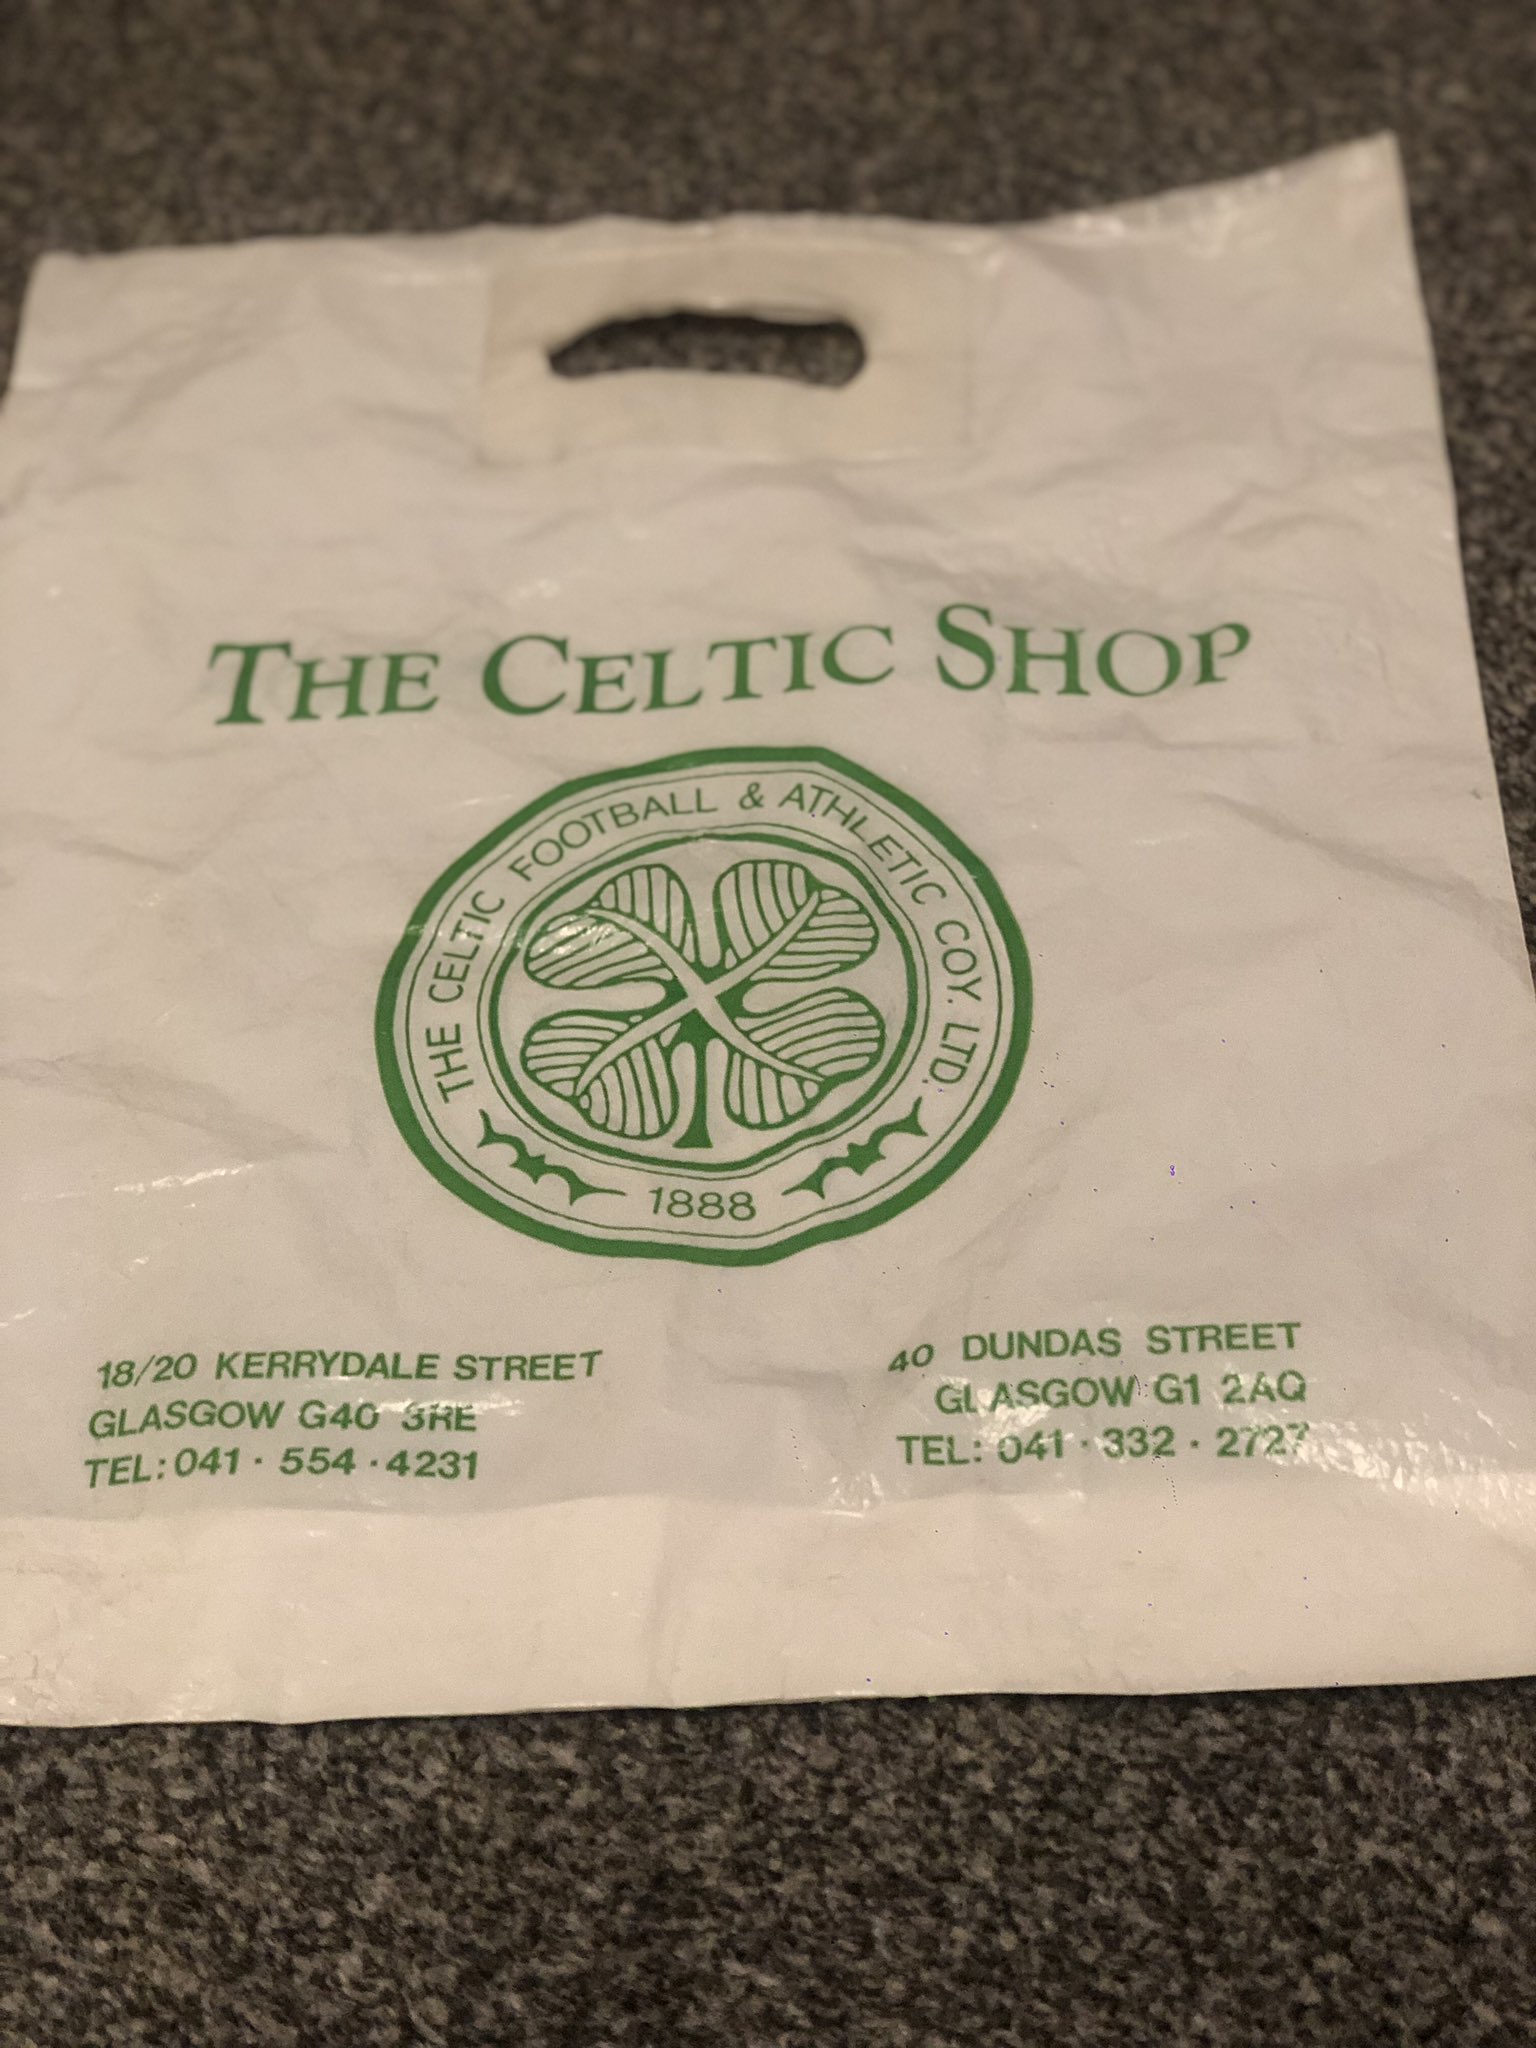 THE CELTIC SHOP
THE CELTIC FOOTBALL & ATHLETIC COY. LTD.
1888
18/20 KERRYDALE STREET
GLASGOW G40 3RE
TEL: 041 · 554 · 4231
40 DUNDAS STREET
GLASGOW G1 2AQ
TEL: 041 · 332 · 2727